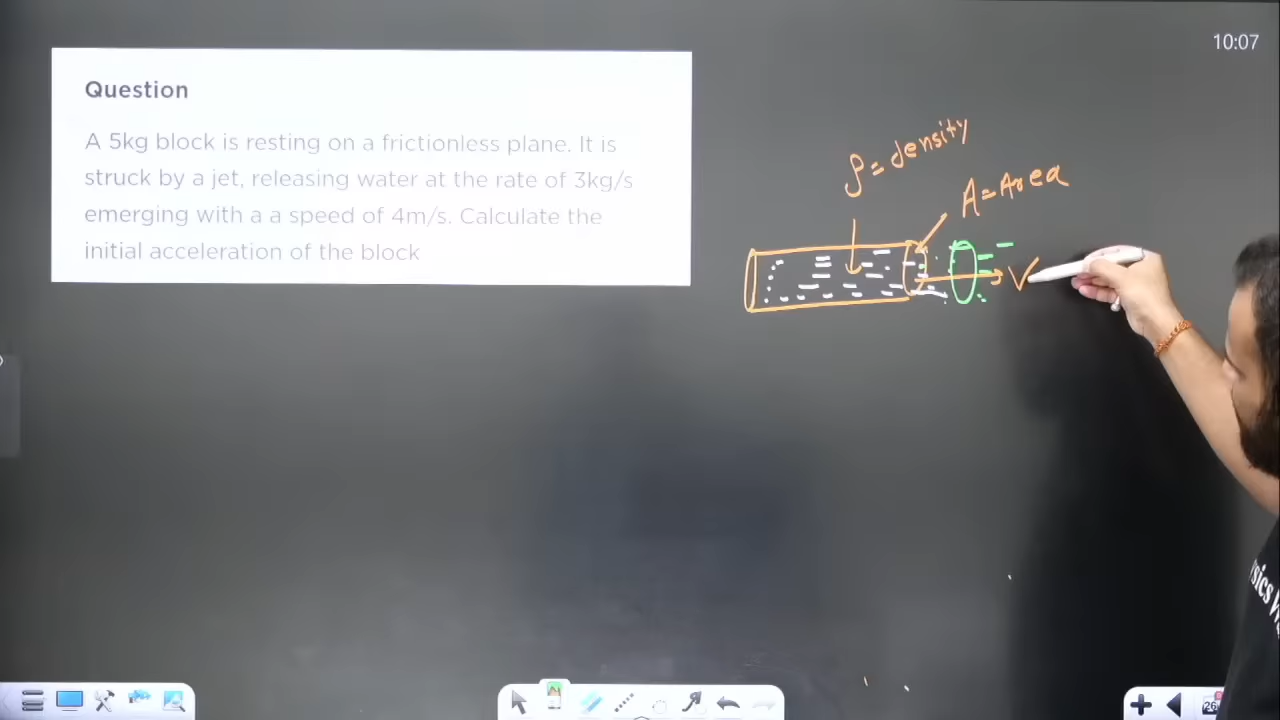 10:07
Question
A 5kg block is resting on a frictionless plane. It is
struck by a jet, releasing water at the rate of 3kg/s
emerging with a a speed of 4m/s. Calculate the
initial acceleration of the block
ρ = density
A = Area
V
26